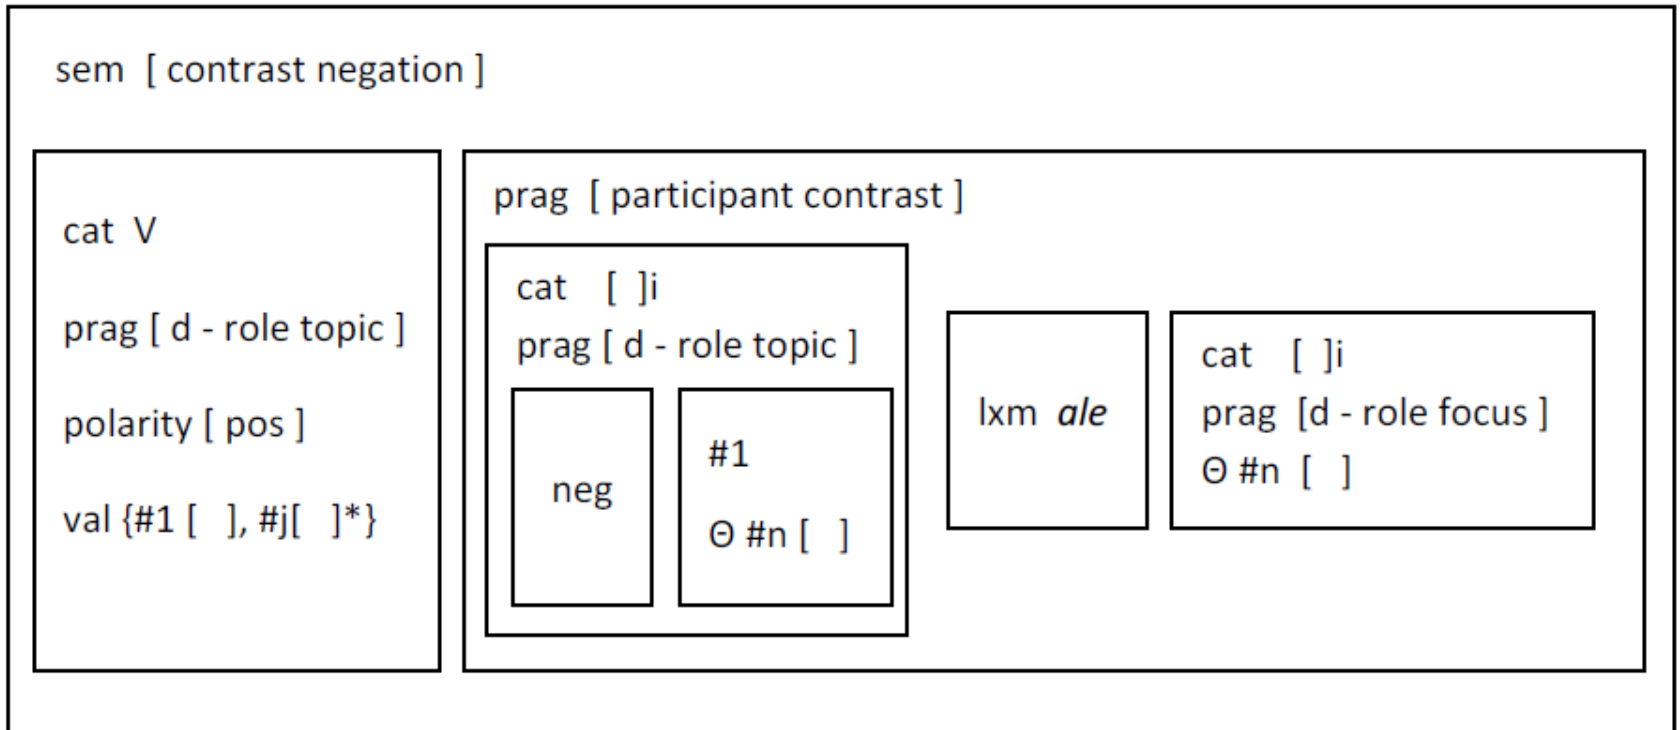 sem [ contrast negation ]
cat V
prag [ d - role topic ]
polarity [ pos ]
val {#1 [ ], #j[ ]*}
prag [ participant contrast ]
cat [ ]i
prag [ d - role topic ]
neg
#1
Θ #n [ ]
lxm ale
cat [ ]i
prag [d - role focus ]
Θ #n [ ]